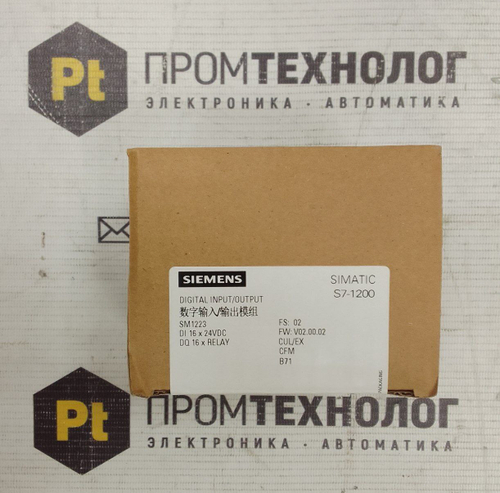 Pt ПРОМТЕХНОЛОГ
ЭЛЕКТРОНИКА · АВТОМАТИКА
SIEMENS
SIMATIC
S7-1200
DIGITAL INPUT/OUTPUT
数字输入/输出模组
SM1223
DI 16 x 24VDC
DQ 16 x RELAY
FS: 02
FW: V02.00.02
CUL/EX
CFM
B71
Pt ПРОМТЕХНОЛОГ
ЭЛЕКТРОНИКА · АВТОМАТИКА